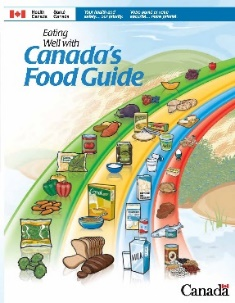 Health Canada Santé Canada
Your health and safety... our priority. Votre santé et votre sécurité... notre priorité.
Eating
Well with
Canada's
Food Guide
MILK
Canada